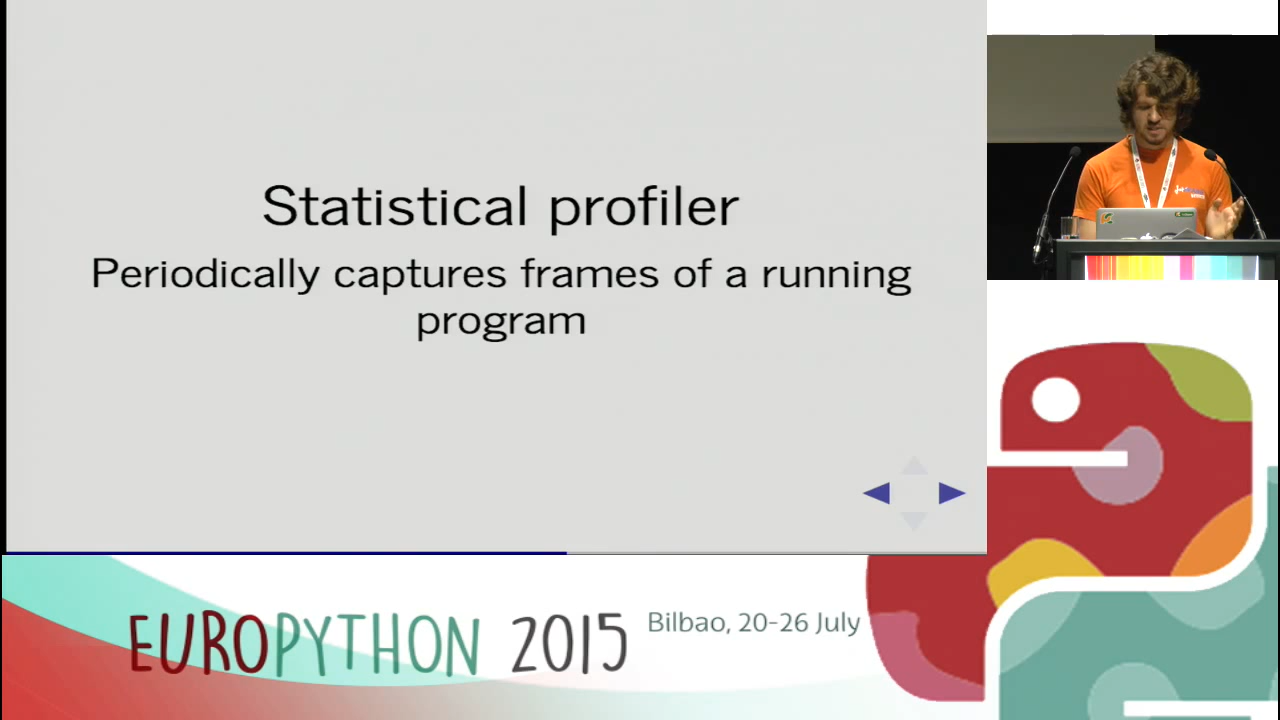 Statistical profiler
Periodically captures frames of a running
program
EUROPYTHON 2015
Bilbao, 20-26 July